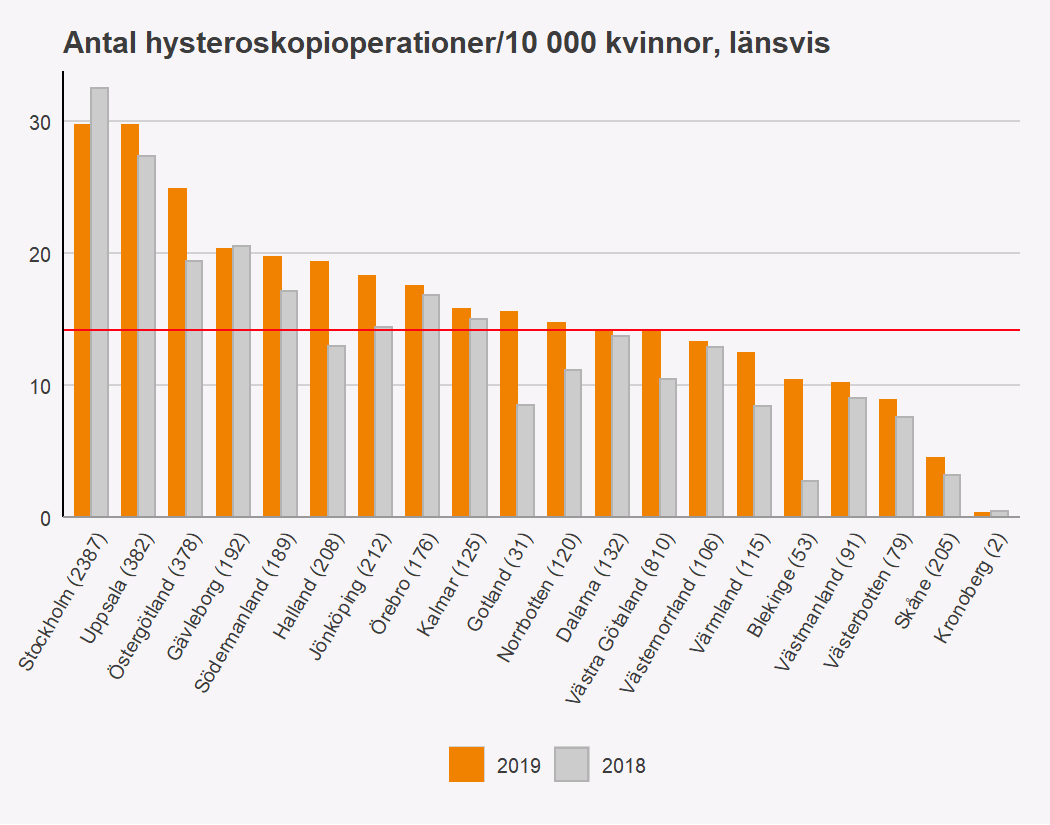 Antal hysteroskopioperationer/10 000 kvinnor, länsvis
30
20
10
0
Stockholm (2387)
Uppsala (382)
Östergötland (378)
Gävleborg (192)
Södermanland (189)
Halland (208)
Jönköping (212)
Örebro (176)
Kalmar (125)
Gotland (31)
Norrbotten (120)
Dalarna (132)
Västra Götaland (810)
Västernorrland (106)
Värmland (115)
Blekinge (53)
Västmanland (91)
Västerbotten (79)
Skåne (205)
Kronoberg (2)
2019
2018